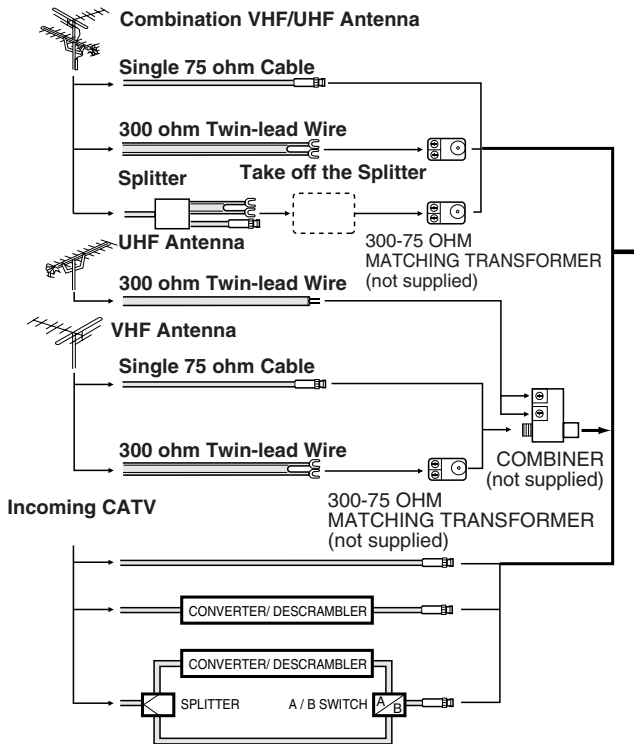 Combination VHF/UHF Antenna
Single 75 ohm Cable
300 ohm Twin-lead Wire
Splitter
Take off the Splitter
UHF Antenna
300-75 OHM
MATCHING TRANSFORMER
(not supplied)
300 ohm Twin-lead Wire
VHF Antenna
Single 75 ohm Cable
300 ohm Twin-lead Wire
COMBINER
(not supplied)
Incoming CATV
300-75 OHM
MATCHING TRANSFORMER
(not supplied)
CONVERTER/ DESCRAMBLER
CONVERTER/ DESCRAMBLER
SPLITTER
A / B SWITCH
A
B